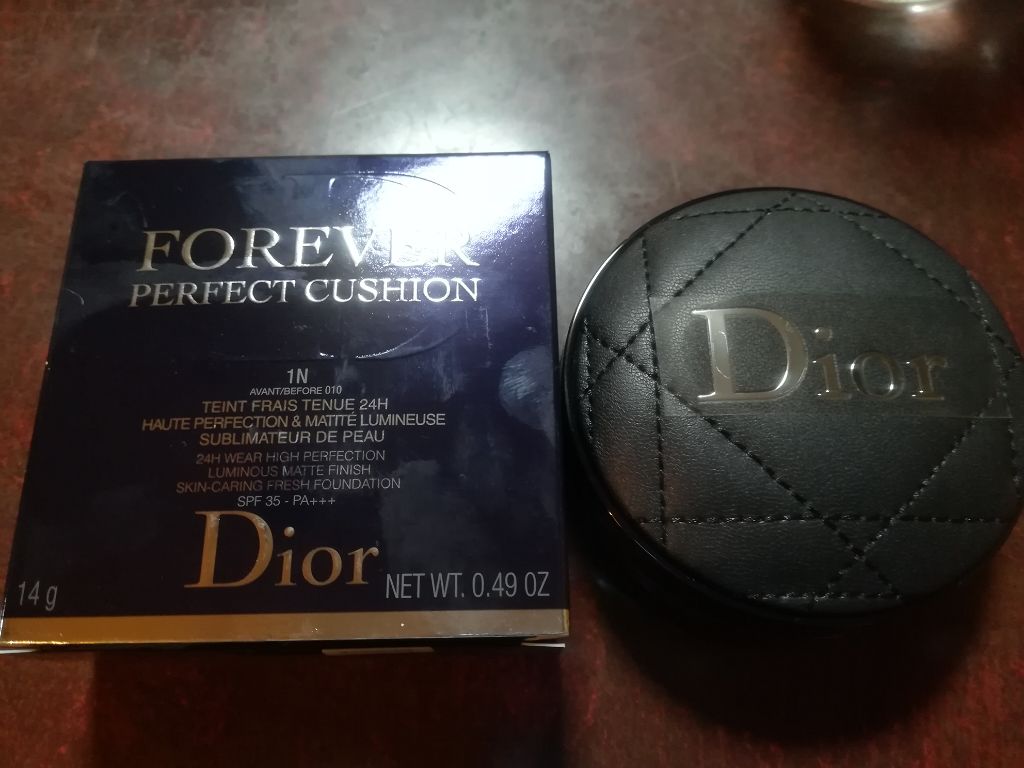 FOREVER
PERFECT CUSHION
1N
AVANT/BEFORE 010
TEINT FRAIS TENUE 24H
HAUTE PERFECTION & MATITÉ LUMINEUSE
SUBLIMATEUR DE PEAU
24H WEAR HIGH PERFECTION
LUMINOUS MATTE FINISH
SKIN-CARING FRESH FOUNDATION
SPF 35 - PA+++
Dior
14 g
NET WT. 0.49 OZ
Dior